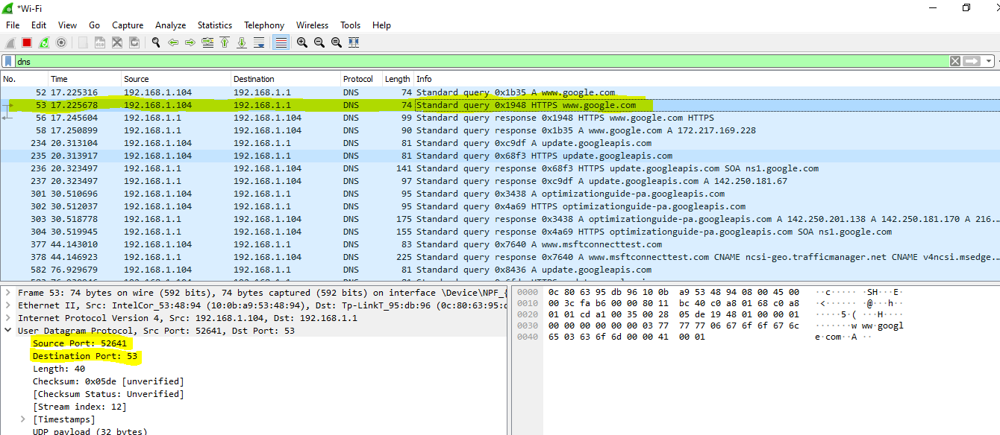 *Wi-Fi
File Edit View Go Capture Analyze Statistics Telephony Wireless Tools Help
dns
No. Time Source Destination Protocol Length Info
52 17.225316 192.168.1.104 192.168.1.1 DNS 74 Standard query 0x1b35 A www.google.com
53 17.225678 192.168.1.104 192.168.1.1 DNS 74 Standard query 0x1948 HTTPS www.google.com
56 17.245604 192.168.1.1 192.168.1.104 DNS 99 Standard query response 0x1948 HTTPS www.google.com HTTPS
58 17.250899 192.168.1.1 192.168.1.104 DNS 90 Standard query response 0x1b35 A www.google.com A 172.217.169.228
234 20.313104 192.168.1.104 192.168.1.1 DNS 81 Standard query 0xc9df A update.googleapis.com
235 20.313917 192.168.1.104 192.168.1.1 DNS 81 Standard query 0x68f3 HTTPS update.googleapis.com
236 20.323497 192.168.1.1 192.168.1.104 DNS 141 Standard query response 0x68f3 HTTPS update.googleapis.com SOA ns1.google.com
237 20.323497 192.168.1.1 192.168.1.104 DNS 97 Standard query response 0xc9df A update.googleapis.com A 142.250.181.67
301 30.510696 192.168.1.104 192.168.1.1 DNS 95 Standard query 0x3438 A optimizationguide-pa.googleapis.com
302 30.512037 192.168.1.104 192.168.1.1 DNS 95 Standard query 0x4a69 HTTPS optimizationguide-pa.googleapis.com
303 30.518778 192.168.1.1 192.168.1.104 DNS 175 Standard query response 0x3438 A optimizationguide-pa.googleapis.com A 142.250.201.138 A 142.250.181.170 A 216...
304 30.519945 192.168.1.1 192.168.1.104 DNS 155 Standard query response 0x4a69 HTTPS optimizationguide-pa.googleapis.com SOA ns1.google.com
377 44.143010 192.168.1.104 192.168.1.1 DNS 83 Standard query 0x7640 A www.msftconnecttest.com
378 44.146923 192.168.1.1 192.168.1.104 DNS 225 Standard query response 0x7640 A www.msftconnecttest.com CNAME ncsi-geo.trafficmanager.net CNAME v4ncsi.msedge...
582 76.929679 192.168.1.104 192.168.1.1 DNS 81 Standard query 0x8436 A update.googleapis.com
Frame 53: 74 bytes on wire (592 bits), 74 bytes captured (592 bits) on interface \Device\NPF_{
Ethernet II, Src: IntelCor_53:48:94 (10:0b:a9:53:48:94), Dst: Tp-LinkT_95:db:96 (0c:80:63:95:d
Internet Protocol Version 4, Src: 192.168.1.104, Dst: 192.168.1.1
User Datagram Protocol, Src Port: 52641, Dst Port: 53
Source Port: 52641
Destination Port: 53
Length: 40
Checksum: 0x05de [unverified]
[Checksum Status: Unverified]
[Stream index: 12]
[Timestamps]
UDP payload (32 bytes)
0000 0c 80 63 95 db 96 10 0b a9 53 48 94 08 00 45 00 ··c······SH···E·
0010 00 3c fa b6 00 00 80 11 bc 40 c0 a8 01 68 c0 a8 ·<·······@···h··
0020 01 01 cd a1 00 35 00 28 05 de 19 48 01 00 00 01 ·····5·(···H····
0030 00 00 00 00 00 00 03 77 77 77 06 67 6f 6f 67 6c ·······www·googl
0040 65 03 63 6f 6d 00 00 41 00 01 e·com··A··